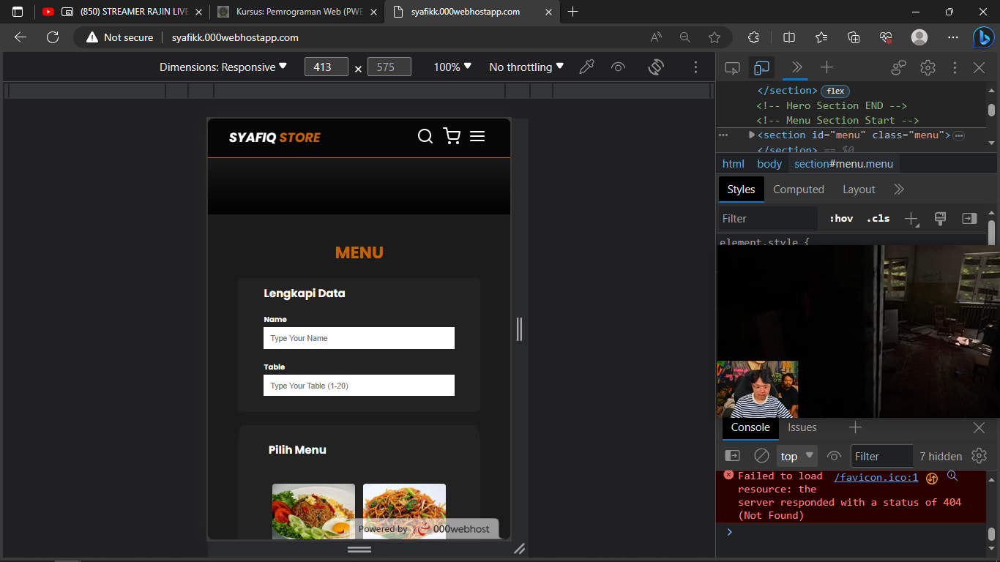 (850) STREAMER RAJIN LIVE
Kursus: Pemrograman Web (PWE
syafikk.000webhostapp.com
Not secure
syafikk.000webhostapp.com
Dimensions: Responsive
413
×
575
100%
No throttling
</section>
flex
<!-- Hero Section END -->
<!-- Menu Section Start -->
<section id="menu" class="menu">
</section> == $0
html
body
section#menu.menu
Styles
Computed
Layout
Filter
:hov
.cls
element.style {
SYAFIQ STORE
MENU
Lengkapi Data
Name
Type Your Name
Table
Type Your Table (1-20)
Pilih Menu
Powered by 000webhost
Console
Issues
top
Filter
7 hidden
Failed to load /favicon.ico:1
resource: the
server responded with a status of 404
(Not Found)